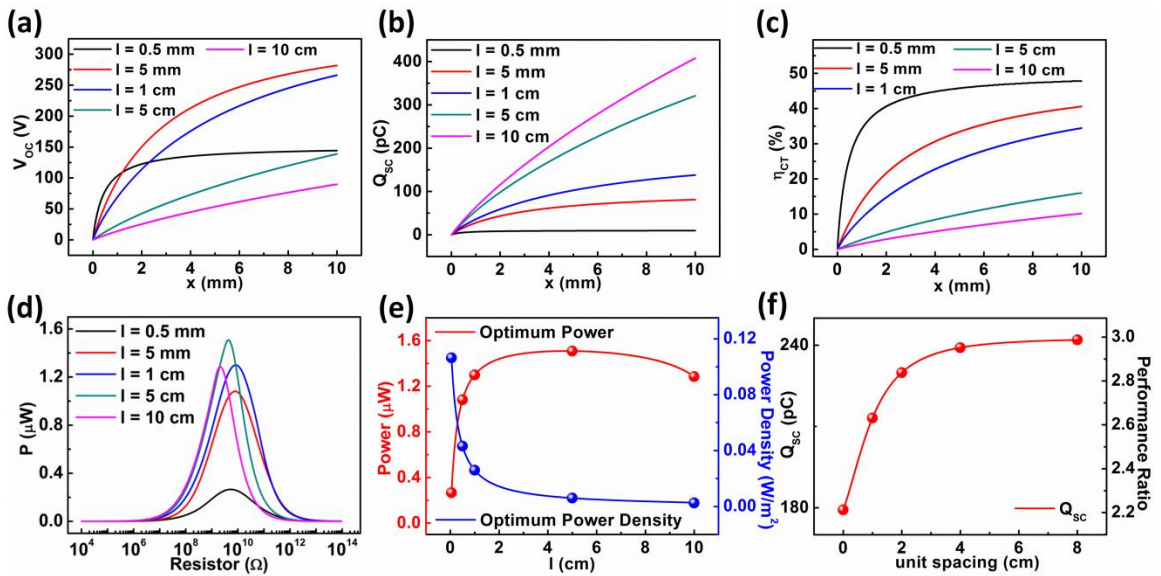 (a)
l = 0.5 mm
l = 10 cm
l = 5 mm
l = 1 cm
l = 5 cm
300
250
200
150
100
50
0
V_OC (V)
0 2 4 6 8 10
x (mm)
(b)
l = 0.5 mm
l = 5 mm
l = 1 cm
l = 5 cm
l = 10 cm
400
300
200
100
0
Q_SC (pC)
0 2 4 6 8 10
x (mm)
(c)
l = 0.5 mm
l = 5 cm
l = 5 mm
l = 10 cm
l = 1 cm
50
40
30
20
10
0
η_CT (%)
0 2 4 6 8 10
x (mm)
(d)
l = 0.5 mm
l = 5 mm
l = 1 cm
l = 5 cm
l = 10 cm
1.6
1.2
0.8
0.4
0.0
P (μW)
10^4 10^6 10^8 10^10 10^12 10^14
Resistor (Ω)
(e)
Optimum Power
Optimum Power Density
1.6
1.2
0.8
0.4
0.0
Power (μW)
0.12
0.08
0.04
0.00
Power Density (W/m²)
0 2 4 6 8 10
l (cm)
(f)
240
180
Q_SC (pC)
3.0
2.8
2.6
2.4
2.2
Performance Ratio
Q_SC
0 2 4 6 8
unit spacing (cm)